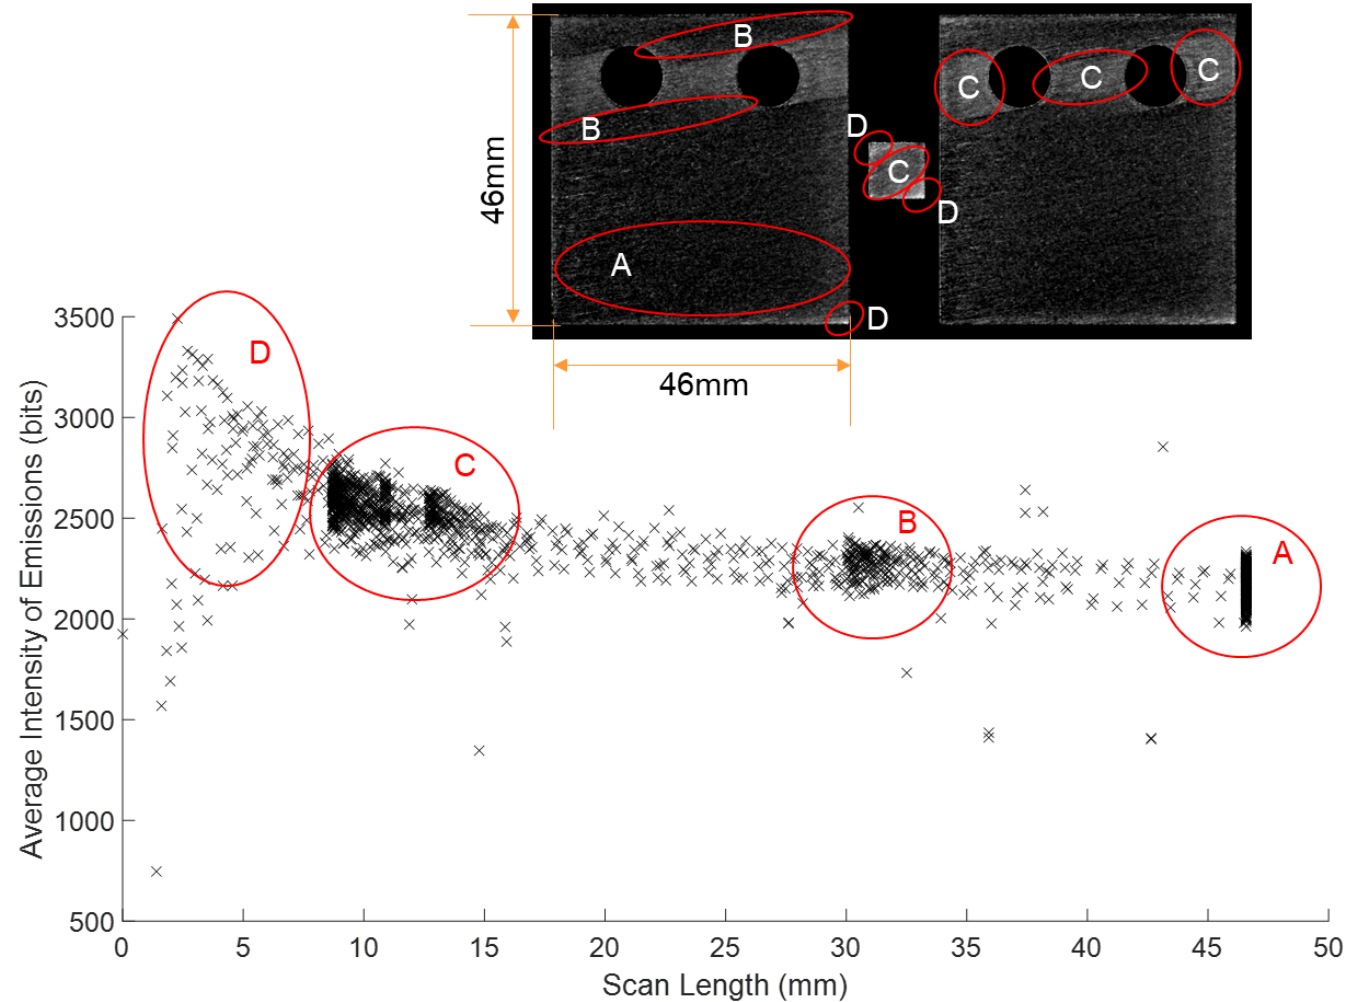 B
C
C
C
D
B
C
D
46mm
A
D
46mm
3500
D
3000
C
2500
B
A
2000
1500
1000
500
0 5 10 15 20 25 30 35 40 45 50
Average Intensity of Emissions (bits)
Scan Length (mm)